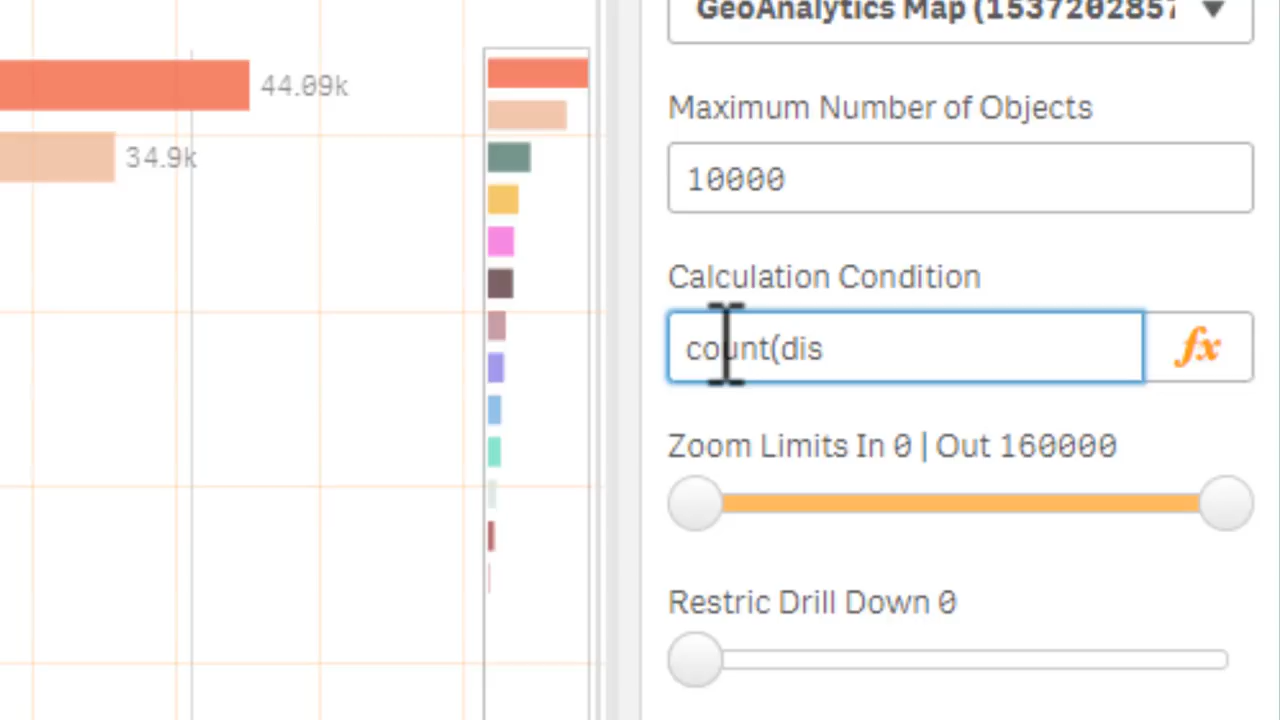 GeoAnalytics Map (1537202857
44.09k
34.9k
Maximum Number of Objects
10000
Calculation Condition
count(dis
fx
Zoom Limits In 0 | Out 160000
Restric Drill Down 0